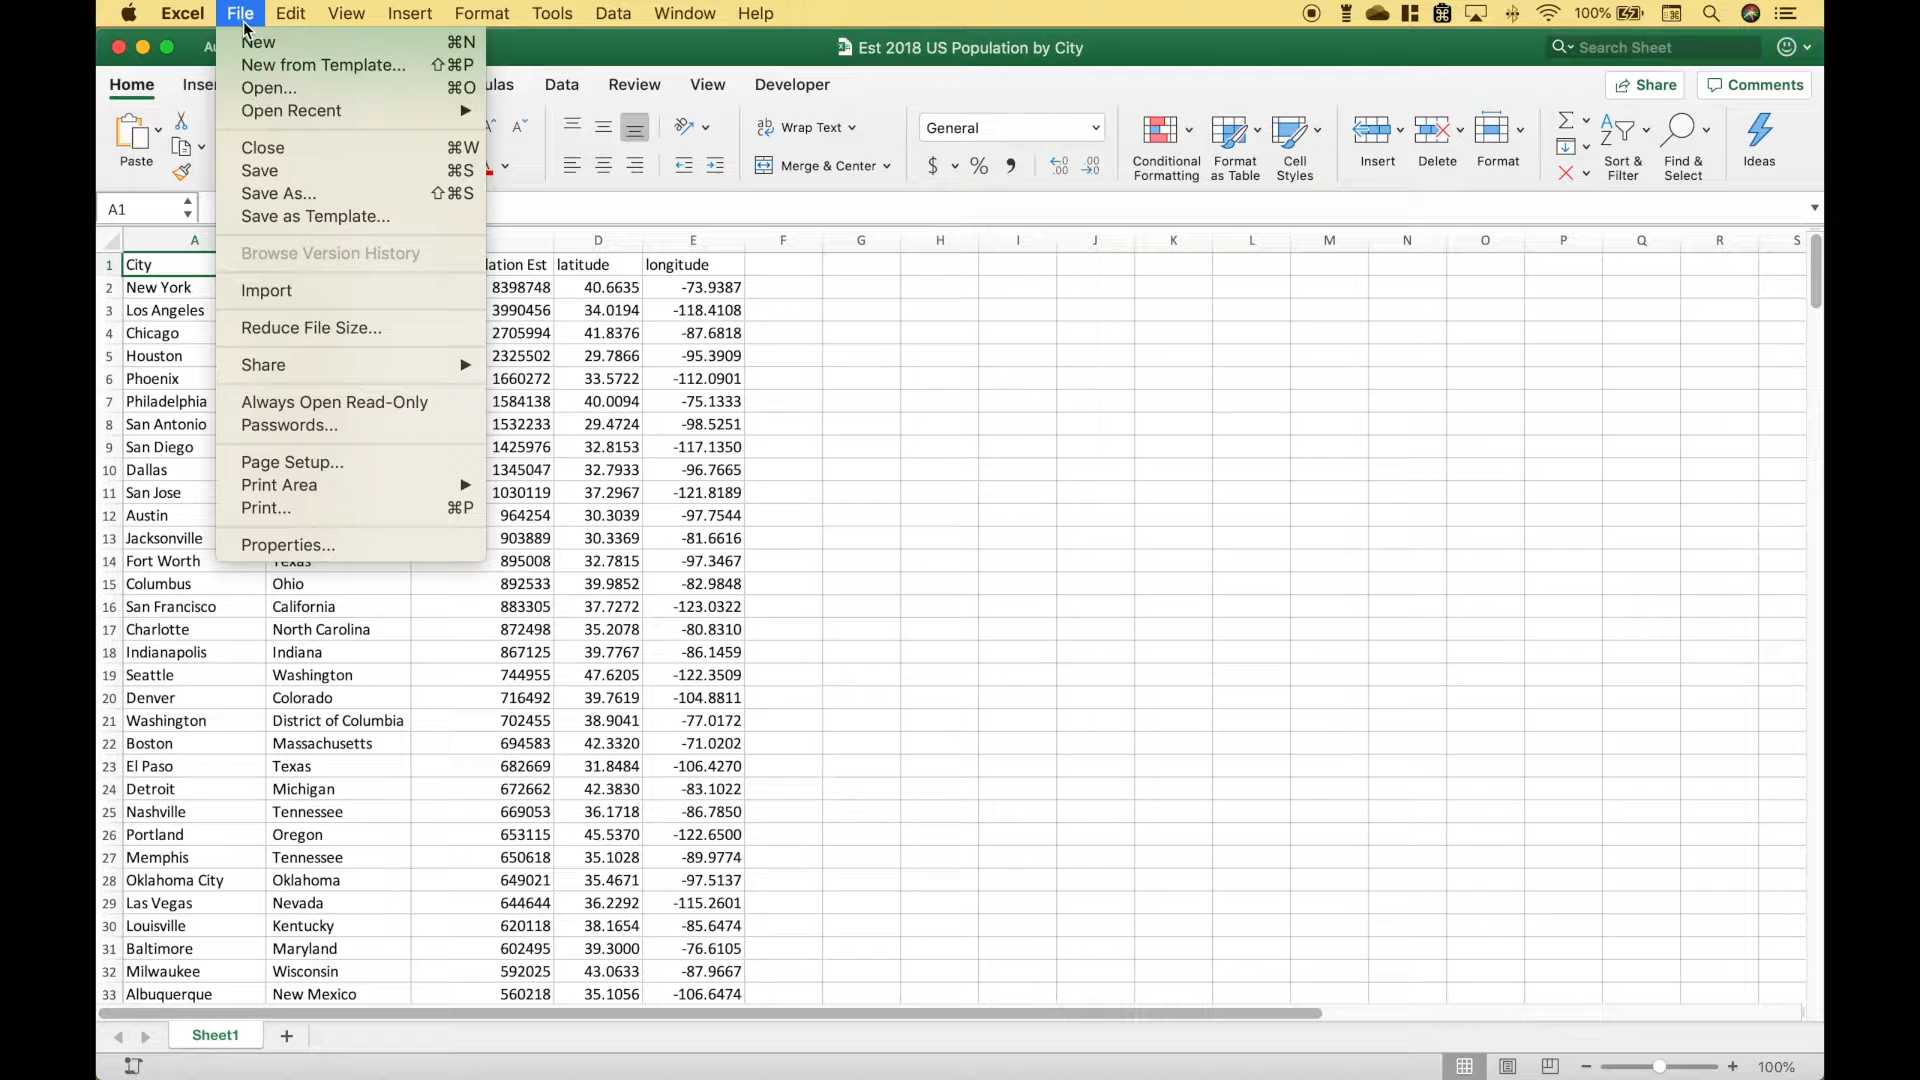 Excel File Edit View Insert Format Tools Data Window Help 100%
Est 2018 US Population by City Search Sheet
Home Data Review View Developer Share Comments
New ⌘N
New from Template... ⇧⌘P
Open... ⌘O
Open Recent
Close ⌘W
Save ⌘S
Save As... ⇧⌘S
Save as Template...
Browse Version History
Import
Reduce File Size...
Share
Always Open Read-Only
Passwords...
Page Setup...
Print Area
Print... ⌘P
Properties...
Paste
General
Wrap Text
Merge & Center
$ % 
Conditional Formatting
Format as Table
Cell Styles
Insert
Delete
Format
Sort & Filter
Find & Select
Ideas
A1
A D E F G H I J K L M N O P Q R S
1 City lation Est latitude longitude
2 New York 8398748 40.6635 -73.9387
3 Los Angeles 3990456 34.0194 -118.4108
4 Chicago 2705994 41.8376 -87.6818
5 Houston 2325502 29.7866 -95.3909
6 Phoenix 1660272 33.5722 -112.0901
7 Philadelphia 1584138 40.0094 -75.1333
8 San Antonio 1532233 29.4724 -98.5251
9 San Diego 1425976 32.8153 -117.1350
10 Dallas 1345047 32.7933 -96.7665
11 San Jose 1030119 37.2967 -121.8189
12 Austin 964254 30.3039 -97.7544
13 Jacksonville 903889 30.3369 -81.6616
14 Fort Worth Texas 895008 32.7815 -97.3467
15 Columbus Ohio 892533 39.9852 -82.9848
16 San Francisco California 883305 37.7272 -123.0322
17 Charlotte North Carolina 872498 35.2078 -80.8310
18 Indianapolis Indiana 867125 39.7767 -86.1459
19 Seattle Washington 744955 47.6205 -122.3509
20 Denver Colorado 716492 39.7619 -104.8811
21 Washington District of Columbia 702455 38.9041 -77.0172
22 Boston Massachusetts 694583 42.3320 -71.0202
23 El Paso Texas 682669 31.8484 -106.4270
24 Detroit Michigan 672662 42.3830 -83.1022
25 Nashville Tennessee 669053 36.1718 -86.7850
26 Portland Oregon 653115 45.5370 -122.6500
27 Memphis Tennessee 650618 35.1028 -89.9774
28 Oklahoma City Oklahoma 649021 35.4671 -97.5137
29 Las Vegas Nevada 644644 36.2292 -115.2601
30 Louisville Kentucky 620118 38.1654 -85.6474
31 Baltimore Maryland 602495 39.3000 -76.6105
32 Milwaukee Wisconsin 592025 43.0633 -87.9667
33 Albuquerque New Mexico 560218 35.1056 -106.6474
Sheet1
100%